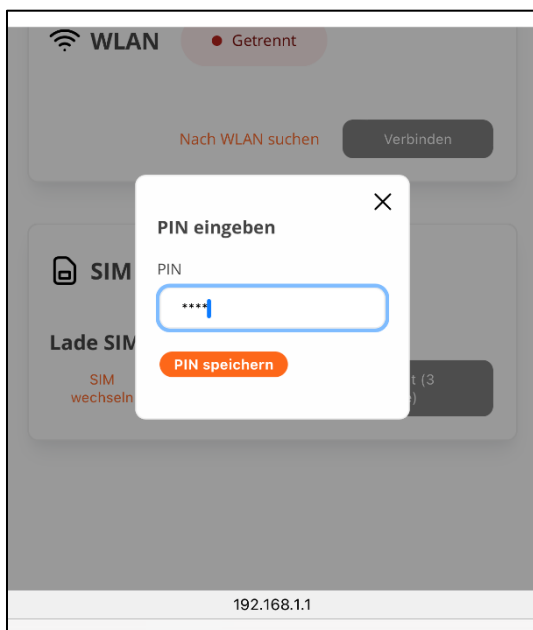 WLAN
Getrennt
Nach WLAN suchen
Verbinden
PIN eingeben
SIM
PIN
****
Lade SIM
PIN speichern
SIM
wechseln
t (3
)
192.168.1.1